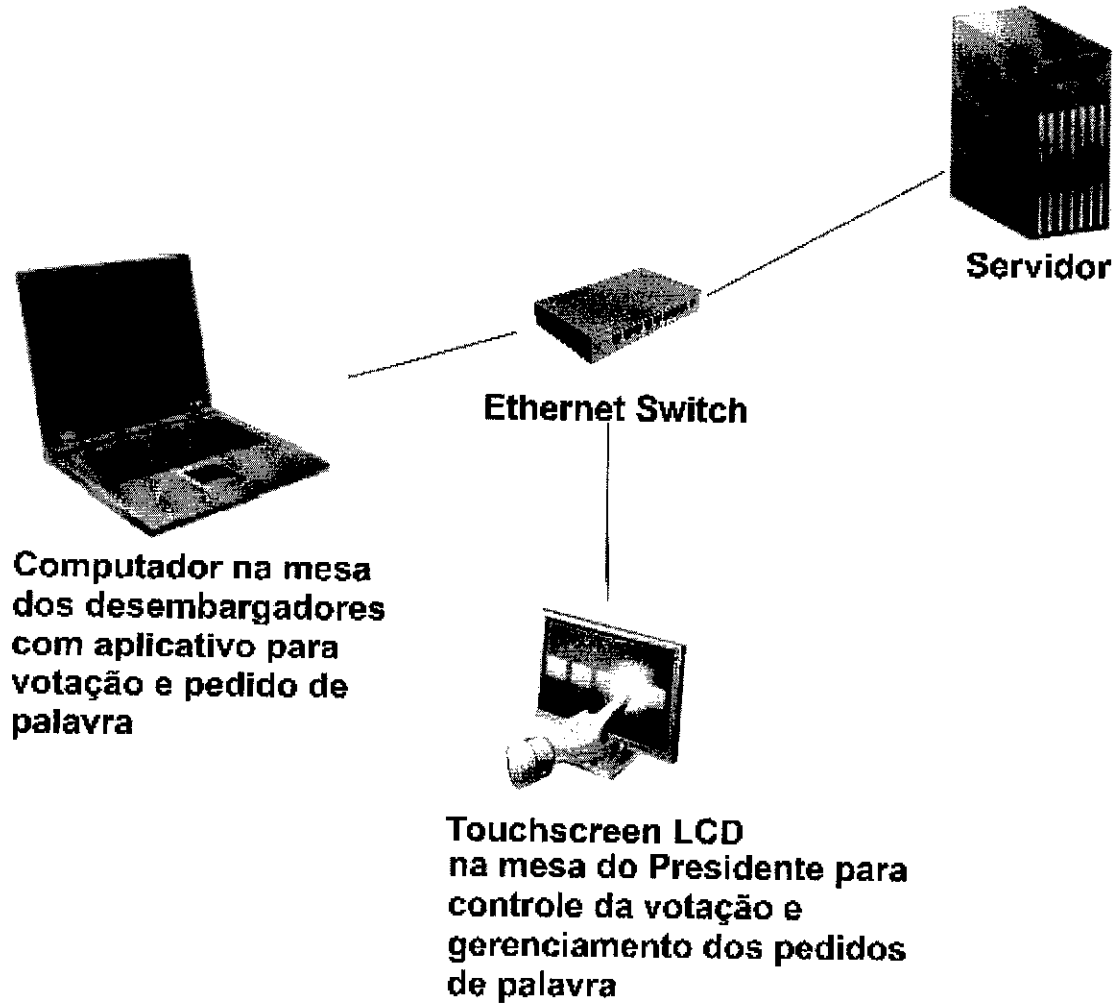 Servidor
Ethernet Switch
Computador na mesa
dos desembargadores
com aplicativo para
votação e pedido de
palavra
Touchscreen LCD
na mesa do Presidente para
controle da votação e
gerenciamento dos pedidos
de palavra